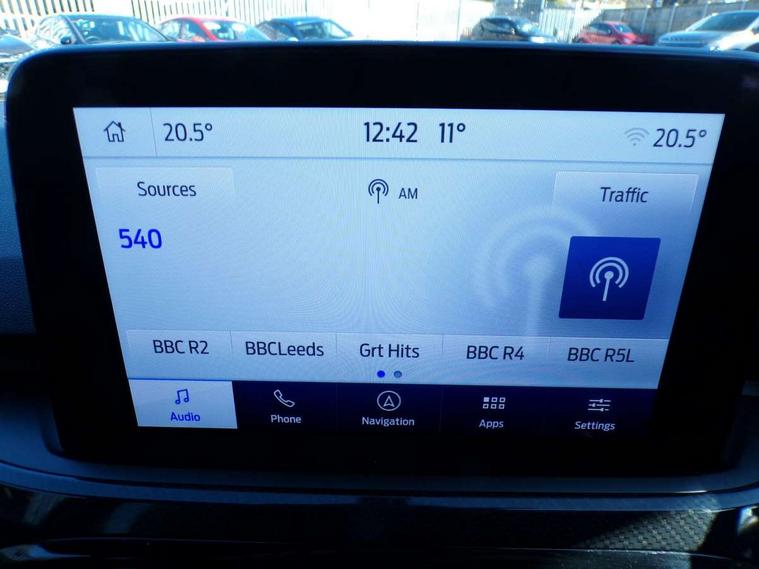 20.5° 12:42 11° 20.5°
Sources AM Traffic
540
BBC R2 BBCLeeds Grt Hits BBC R4 BBC R5L
Audio Phone Navigation Apps Settings